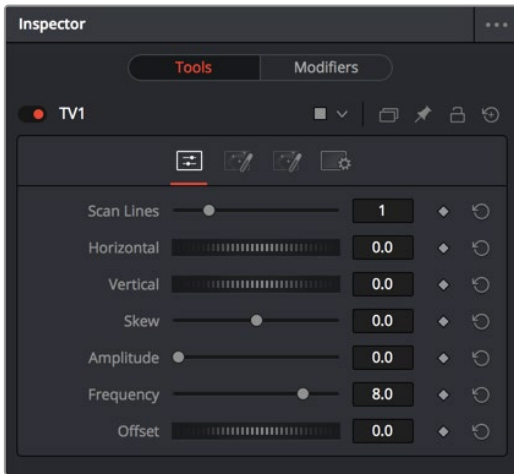 Inspector
Tools Modifiers
TV1
Scan Lines 1
Horizontal 0.0
Vertical 0.0
Skew 0.0
Amplitude 0.0
Frequency 8.0
Offset 0.0